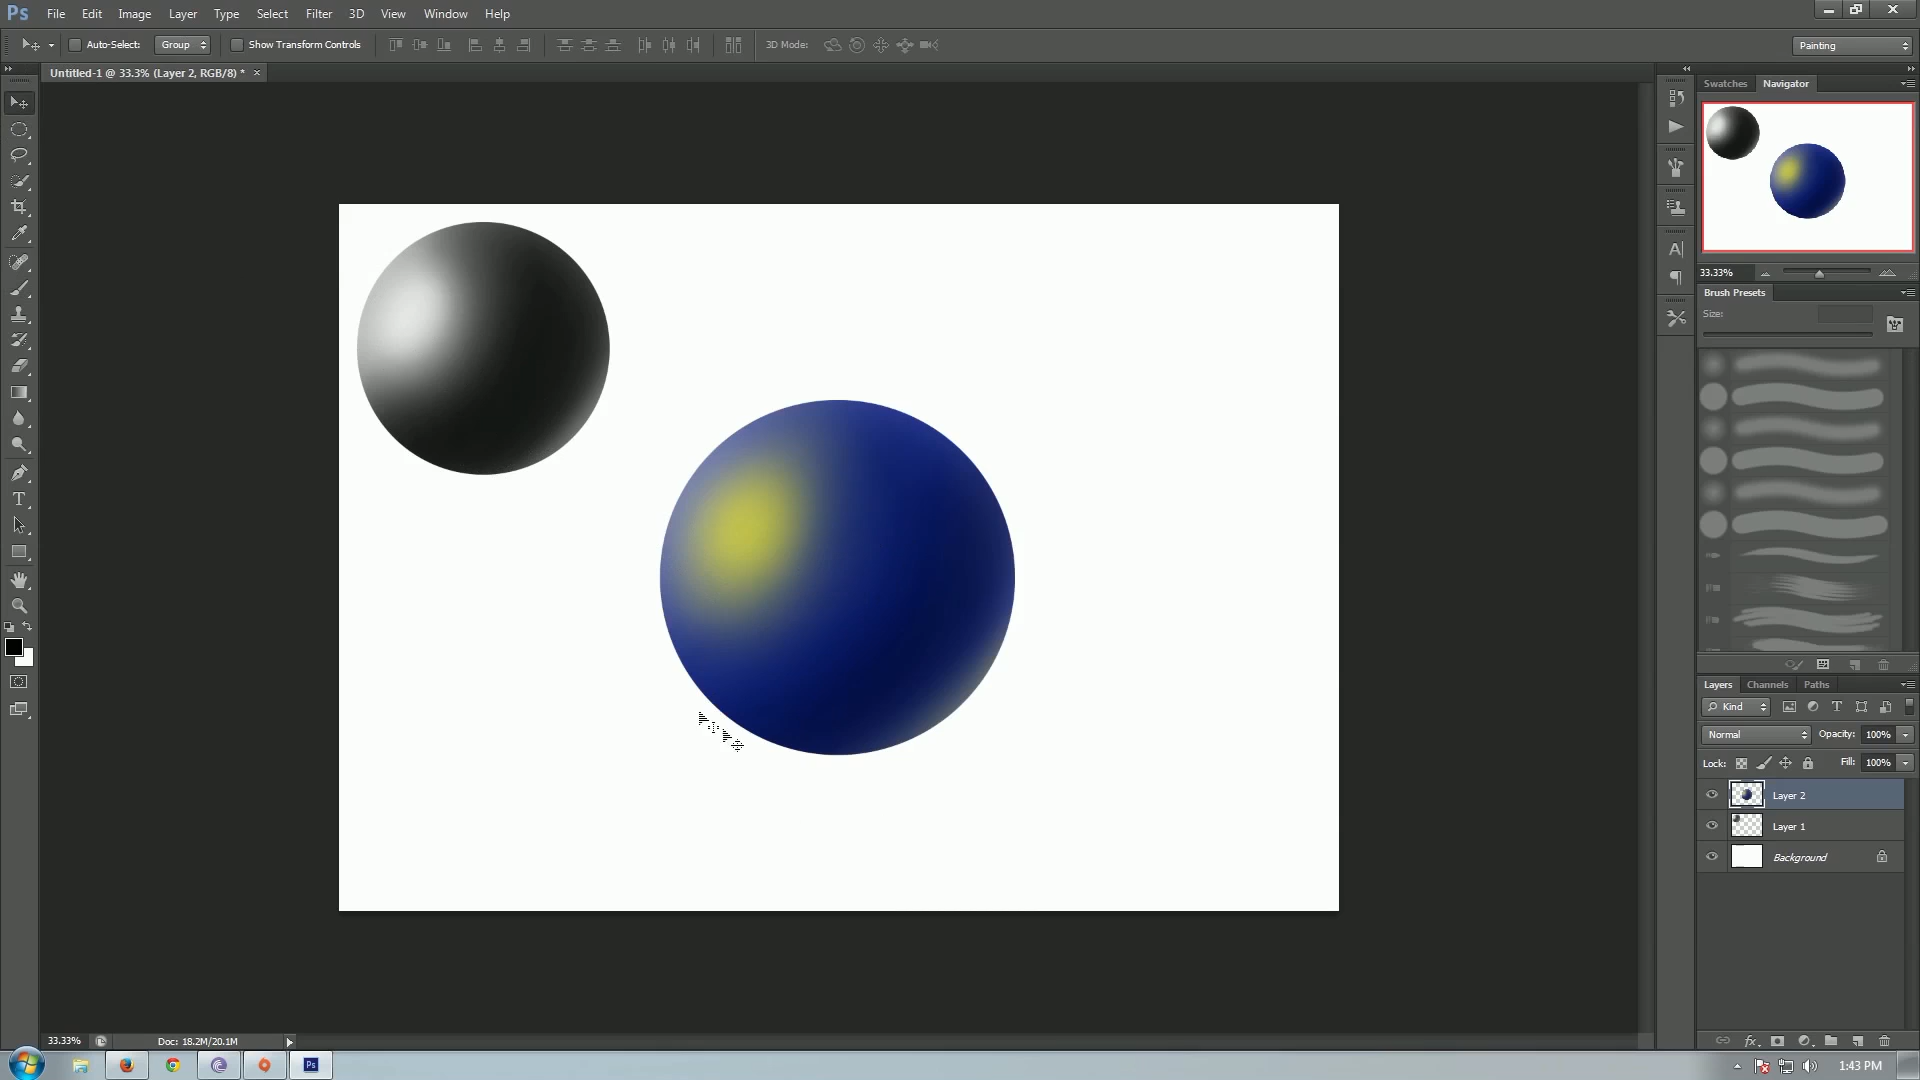 Ps File Edit Image Layer Type Select Filter 3D View Window Help
Auto-Select: Group Show Transform Controls 3D Mode: Painting
Untitled-1 @ 33.3% (Layer 2, RGB/8) * ×
Swatches Navigator
33.33%
Brush Presets
Size:
Layers Channels Paths
Kind
Normal Opacity: 100%
Lock: Fill: 100%
Layer 2
Layer 1
Background
33.33% Doc: 18.2M/20.1M
Ps 1:43 PM